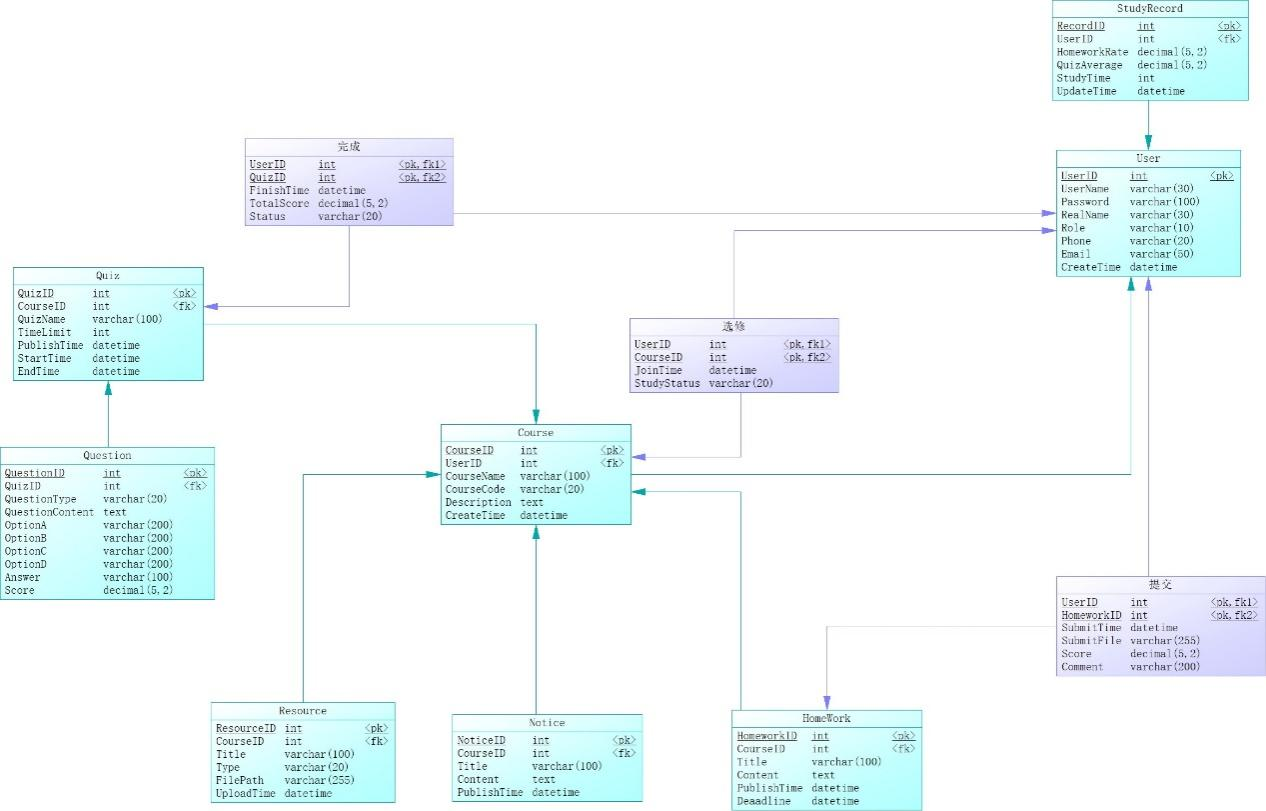 StudyRecord
RecordID int <pk>
UserID int <fk>
HomeworkRate decimal(5,2)
QuizAverage decimal(5,2)
StudyTime int
UpdateTime datetime
完成
UserID int <pk,fk1>
QuizID int <pk,fk2>
FinishTime datetime
TotalScore decimal(5,2)
Status varchar(20)
User
UserID int <pk>
UserName varchar(30)
Password varchar(100)
RealName varchar(30)
Role varchar(10)
Phone varchar(20)
Email varchar(50)
CreateTime datetime
Quiz
QuizID int <pk>
CourseID int <fk>
QuizName varchar(100)
TimeLimit int
PublishTime datetime
StartTime datetime
EndTime datetime
选修
UserID int <pk,fk1>
CourseID int <pk,fk2>
JoinTime datetime
StudyStatus varchar(20)
Course
CourseID int <pk>
UserID int <fk>
CourseName varchar(100)
CourseCode varchar(20)
Description text
CreateTime datetime
Question
QuestionID int <pk>
QuizID int <fk>
QuestionType varchar(20)
QuestionContent text
OptionA varchar(200)
OptionB varchar(200)
OptionC varchar(200)
OptionD varchar(200)
Answer varchar(100)
Score decimal(5,2)
提交
UserID int <pk,fk1>
HomeworkID int <pk,fk2>
SubmitTime datetime
SubmitFile varchar(255)
Score decimal(5,2)
Comment varchar(200)
Resource
ResourceID int <pk>
CourseID int <fk>
Title varchar(100)
Type varchar(20)
FilePath varchar(255)
UploadTime datetime
Notice
NoticeID int <pk>
CourseID int <fk>
Title varchar(100)
Content text
PublishTime datetime
HomeWork
HomeworkID int <pk>
CourseID int <fk>
Title varchar(100)
Content text
PublishTime datetime
Deaadline datetime